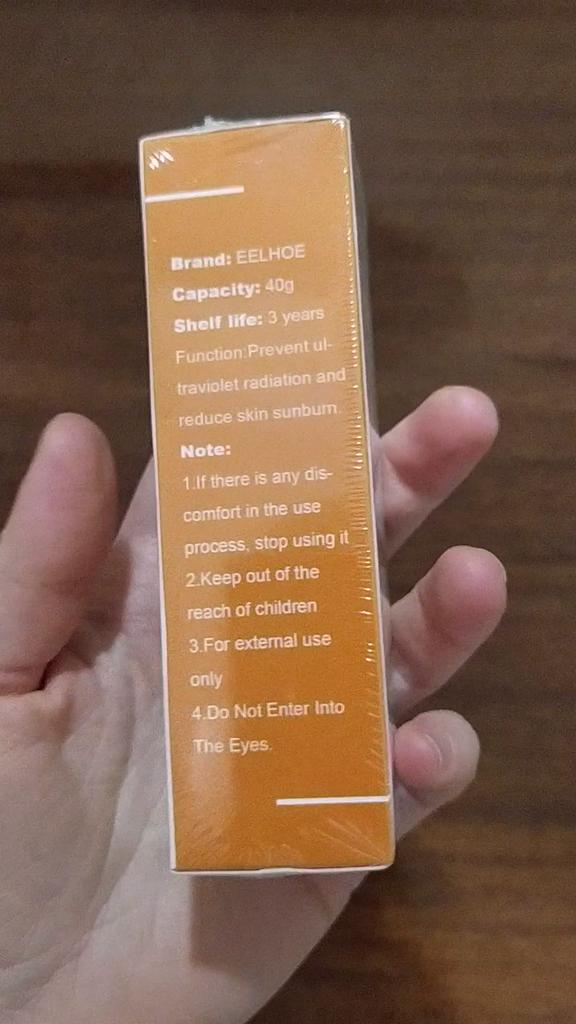 Brand: EELHOE
Capacity: 40g
Shelf life: 3 years
Function:Prevent ul-
traviolet radiation and
reduce skin sunburn.
Note:
1.If there is any dis-
comfort in the use
process, stop using it
2.Keep out of the
reach of children
3.For external use
only
4.Do Not Enter Into
The Eyes.